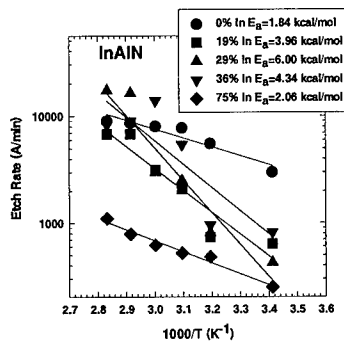 InAlN
0% In Ea=1.84 kcal/mol
19% In Ea=3.96 kcal/mol
29% In Ea=6.00 kcal/mol
36% In Ea=4.34 kcal/mol
75% In Ea=2.06 kcal/mol
10000
1000
Etch Rate (A/min)
2.7 2.8 2.9 3.0 3.1 3.2 3.3 3.4 3.5 3.6
1000/T (K⁻¹)